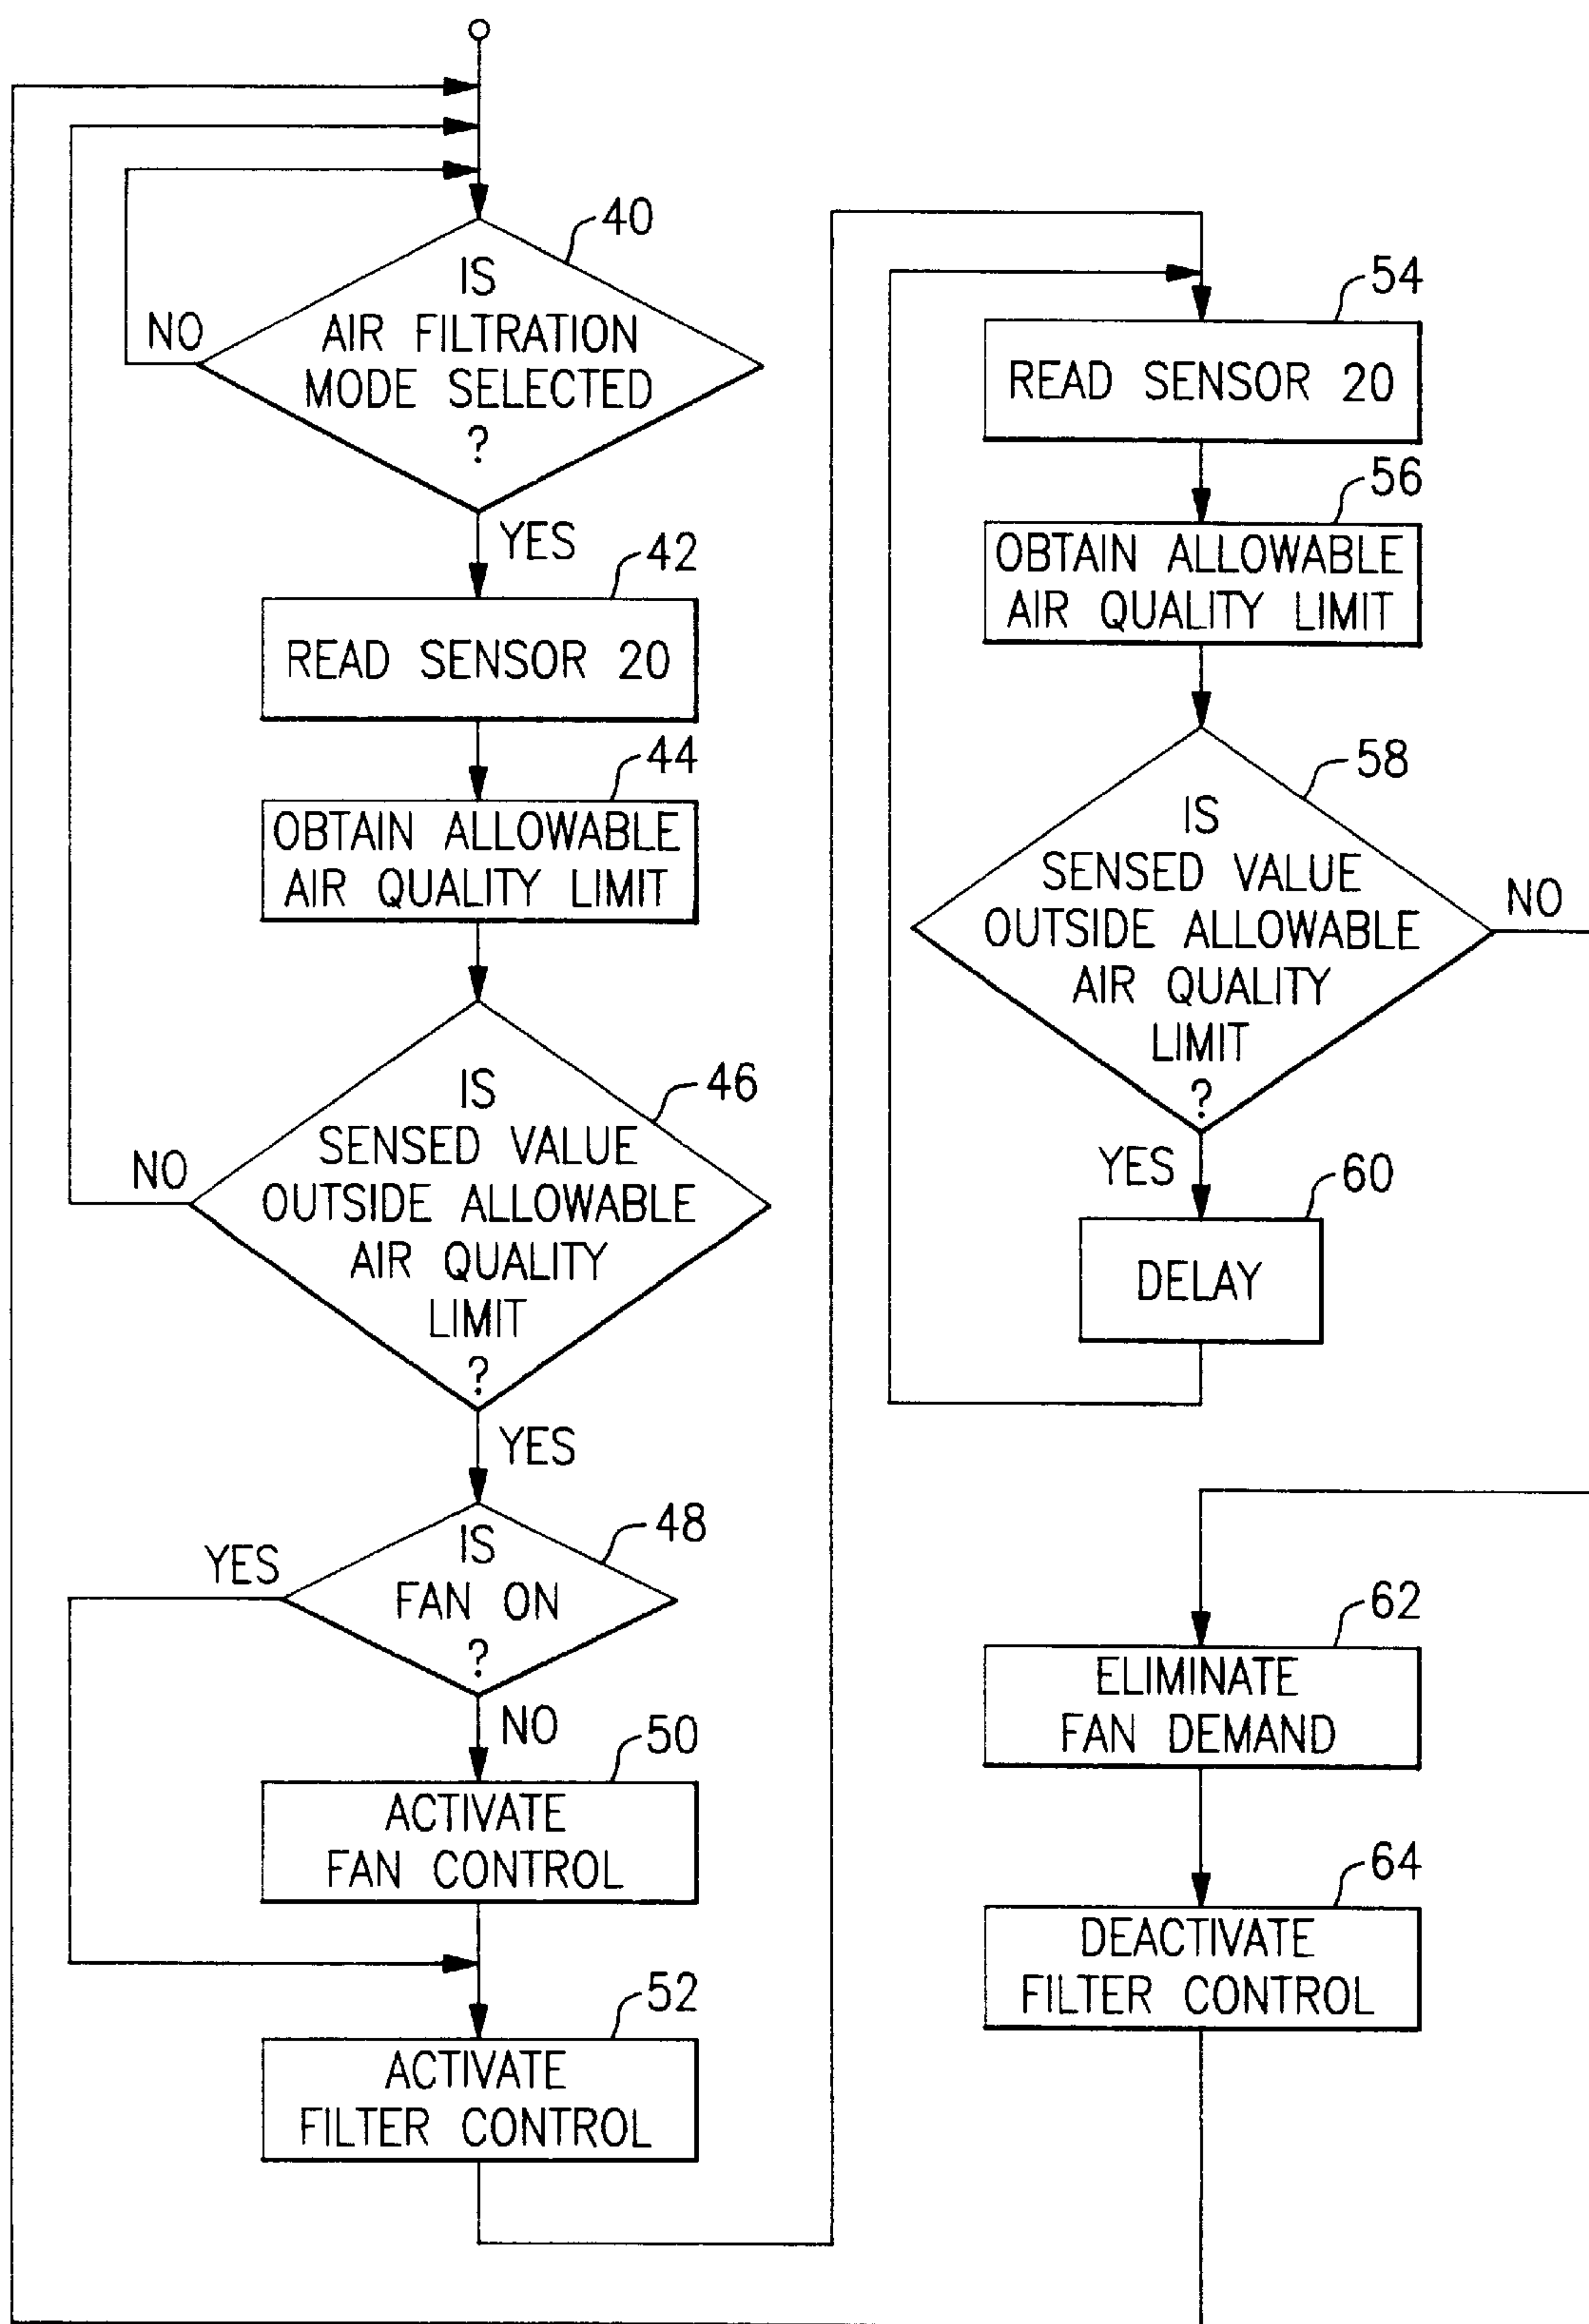 40
IS
AIR FILTRATION
MODE SELECTED
?
NO
YES
42
READ SENSOR 20
44
OBTAIN ALLOWABLE
AIR QUALITY LIMIT
46
IS
SENSED VALUE
OUTSIDE ALLOWABLE
AIR QUALITY
LIMIT
?
NO
YES
48
IS
FAN ON
?
YES
NO
50
ACTIVATE
FAN CONTROL
52
ACTIVATE
FILTER CONTROL
54
READ SENSOR 20
56
OBTAIN ALLOWABLE
AIR QUALITY LIMIT
58
IS
SENSED VALUE
OUTSIDE ALLOWABLE
AIR QUALITY
LIMIT
?
NO
YES
60
DELAY
62
ELIMINATE
FAN DEMAND
64
DEACTIVATE
FILTER CONTROL